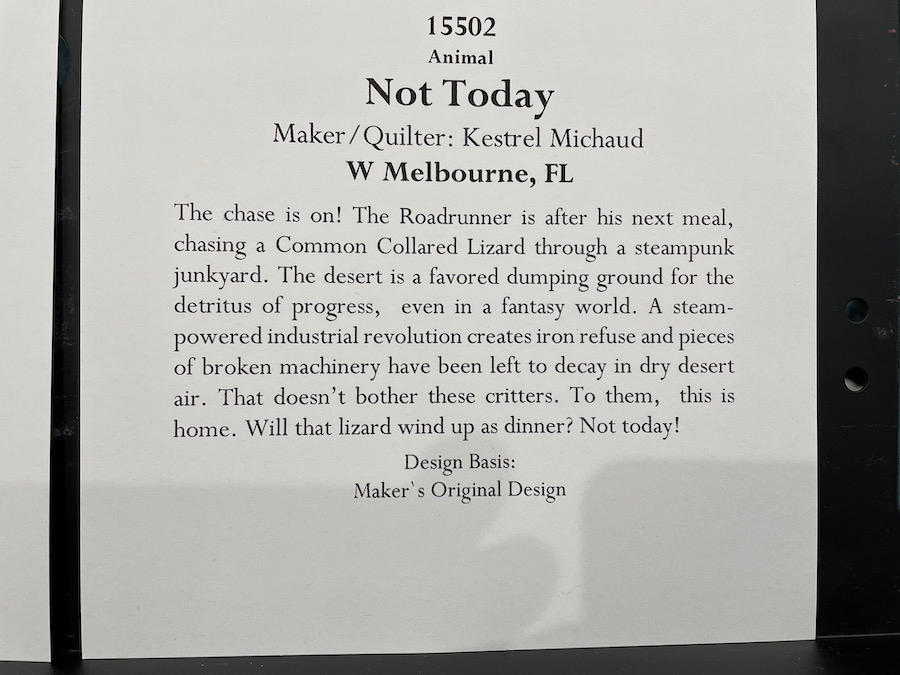 15502
Animal
Not Today
Maker/Quilter: Kestrel Michaud
W Melbourne, FL
The chase is on! The Roadrunner is after his next meal,
chasing a Common Collared Lizard through a steampunk
junkyard. The desert is a favored dumping ground for the
detritus of progress, even in a fantasy world. A steam-
powered industrial revolution creates iron refuse and pieces
of broken machinery have been left to decay in dry desert
air. That doesn't bother these critters. To them, this is
home. Will that lizard wind up as dinner? Not today!
Design Basis:
Maker`s Original Design